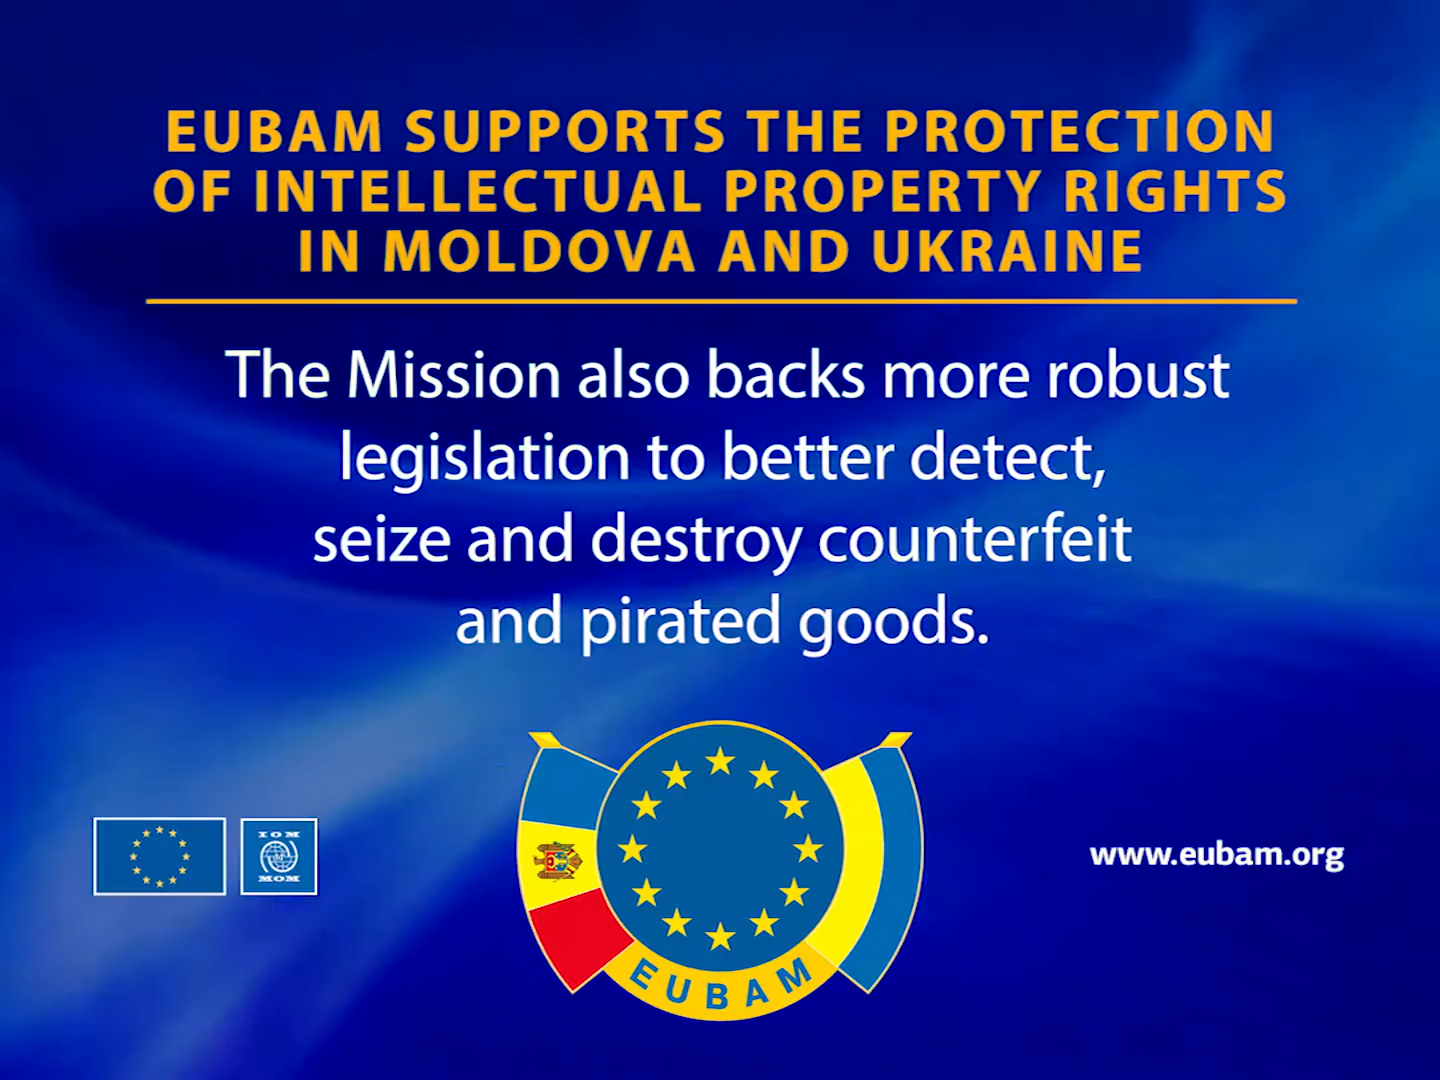 EUBAM SUPPORTS THE PROTECTION
OF INTELLECTUAL PROPERTY RIGHTS
IN MOLDOVA AND UKRAINE
The Mission also backs more robust
legislation to better detect,
seize and destroy counterfeit
and pirated goods.
IOM
MOM
EUBAM
www.eubam.org